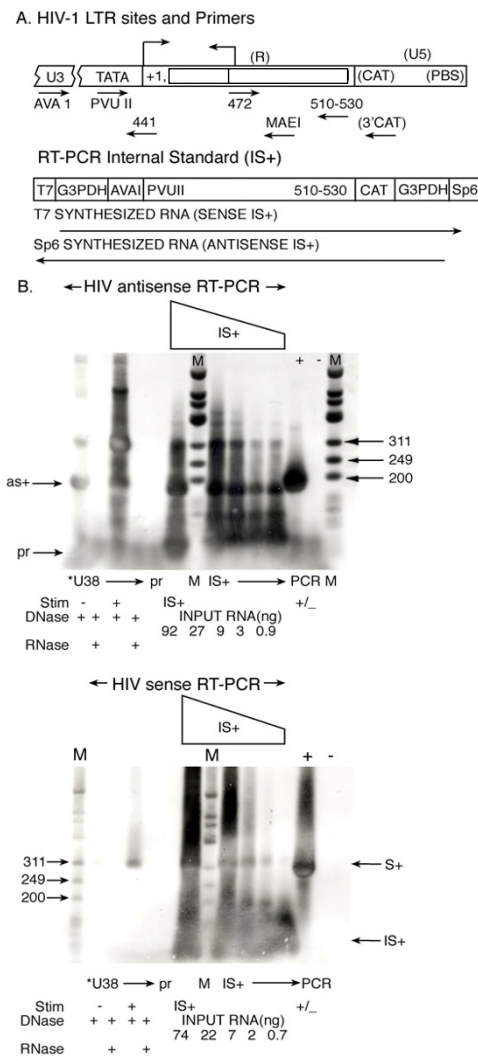 A. HIV-1 LTR sites and Primers
(U5)
(R)
U3 TATA +1, (CAT) (PBS)
AVA 1 PVU II 472 510-530
441 MAEI (3'CAT)
RT-PCR Internal Standard (IS+)
T7 G3PDH AVAI PVUII 510-530 CAT G3PDH Sp6
T7 SYNTHESIZED RNA (SENSE IS+)
Sp6 SYNTHESIZED RNA (ANTISENSE IS+)
B. HIV antisense RT-PCR
IS+
M + - M
311
249
as+ 200
pr
*U38 pr M IS+ PCR M
Stim - + IS+ +/_
DNase + + + + INPUT RNA(ng)
92 27 9 3 0.9
RNase + +
HIV sense RT-PCR
IS+
M M + -
311 S+
249
200
IS+
*U38 pr M IS+ PCR
Stim - + IS+ +/_
DNase + + + + INPUT RNA(ng)
74 22 7 2 0.7
RNase + +